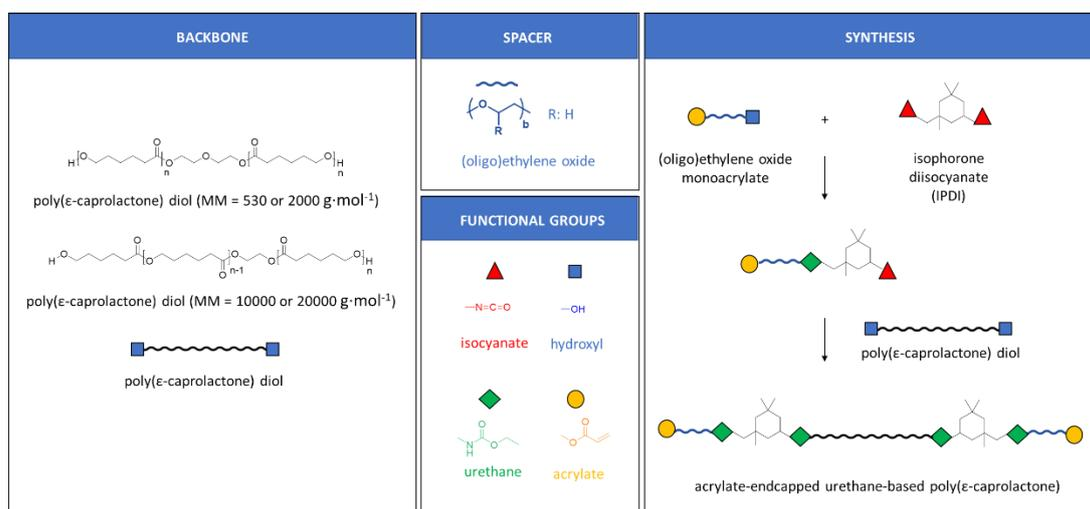 BACKBONE
H
O
O
n
O
O
O
O
O
H
n
poly(ε-caprolactone) diol (MM = 530 or 2000 g·mol⁻¹)
H
O
O
O
O
n-1
O
O
O
O
H
n
poly(ε-caprolactone) diol (MM = 10000 or 20000 g·mol⁻¹)
poly(ε-caprolactone) diol
SPACER
O
R
b
R: H
(oligo)ethylene oxide
FUNCTIONAL GROUPS
—N=C=O
—OH
isocyanate
hydroxyl
O
N
H
O
O
O
urethane
acrylate
SYNTHESIS
+
(oligo)ethylene oxide
monoacrylate
isophorone
diisocyanate
(IPDI)
poly(ε-caprolactone) diol
acrylate-endcapped urethane-based poly(ε-caprolactone)